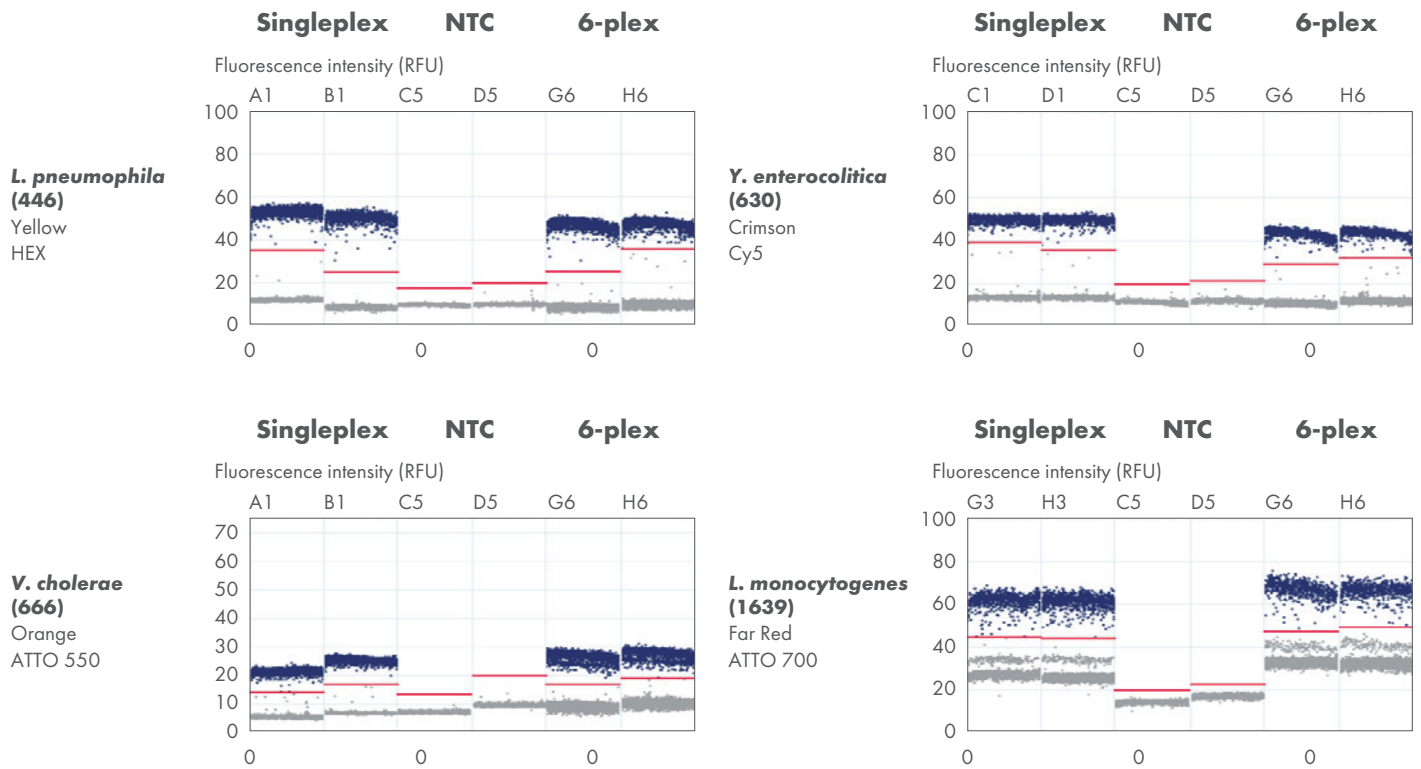 Singleplex NTC 6-plex
Fluorescence intensity (RFU)
A1 B1 C5 D5 G6 H6
100
80
60
40
20
0
0 0 0
L. pneumophila
(446)
Yellow
HEX
Singleplex NTC 6-plex
Fluorescence intensity (RFU)
C1 D1 C5 D5 G6 H6
100
80
60
40
20
0
0 0 0
Y. enterocolitica
(630)
Crimson
Cy5
Singleplex NTC 6-plex
Fluorescence intensity (RFU)
A1 B1 C5 D5 G6 H6
70
60
50
40
30
20
10
0
0 0 0
V. cholerae
(666)
Orange
ATTO 550
Singleplex NTC 6-plex
Fluorescence intensity (RFU)
G3 H3 C5 D5 G6 H6
100
80
60
40
20
0
0 0 0
L. monocytogenes
(1639)
Far Red
ATTO 700